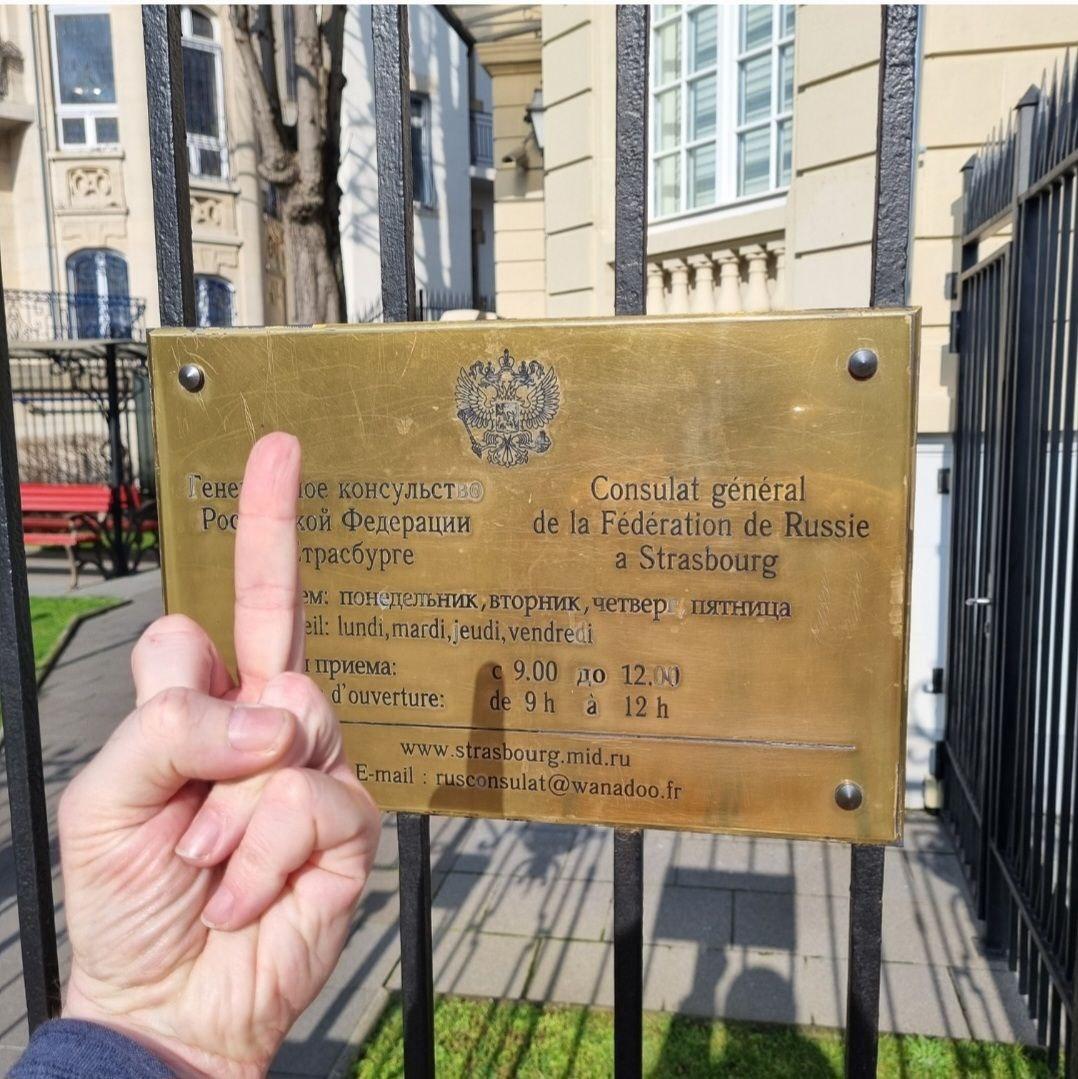 консульство
Федерации
Consulat général
de la Fédération de Russie
a Strasbourg
понедельник, вторник, четверг, пятница
lundi, mardi, jeudi, vendredi
приема: с 9.00 до 12.00
d'ouverture: de 9 h à 12 h
www.strasbourg.mid.ru
E-mail : rusconsulat@wanadoo.fr